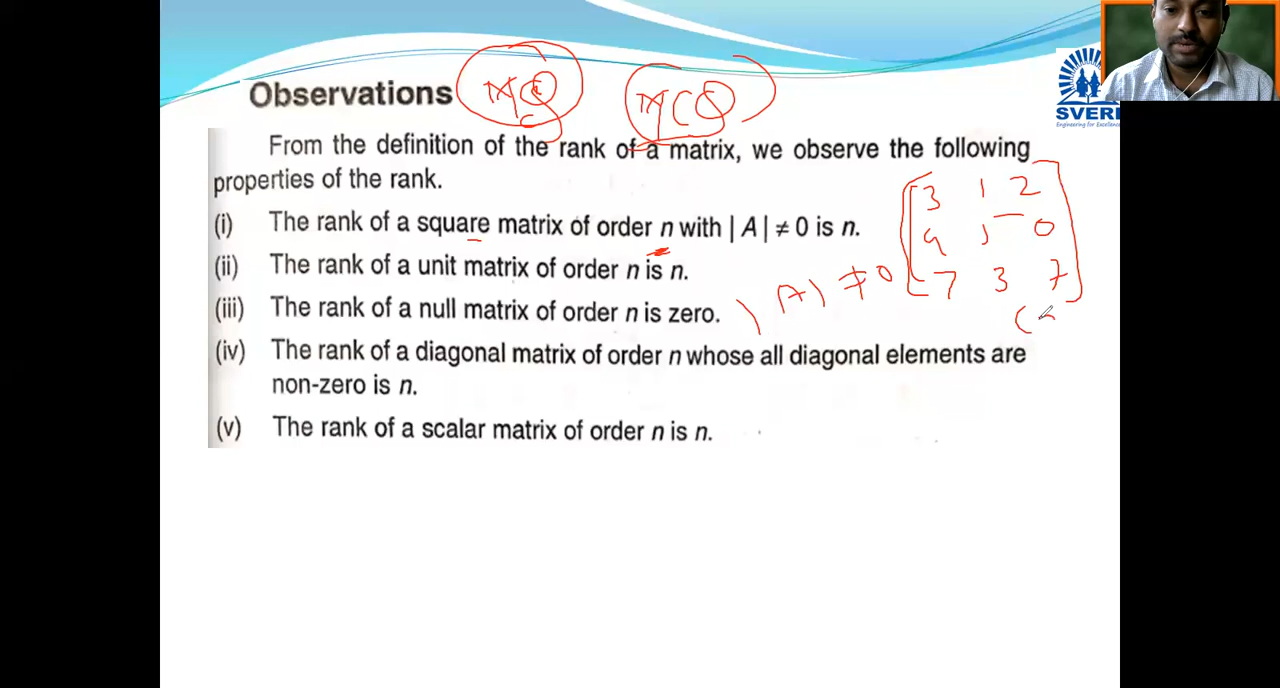 Observations MCQ MCQ
SVERI
Engineering for Excellence
From the definition of the rank of a matrix, we observe the following
properties of the rank.
(i) The rank of a square matrix of order n with | A | ≠ 0 is n.
(ii) The rank of a unit matrix of order n is n.
(iii) The rank of a null matrix of order n is zero.
(iv) The rank of a diagonal matrix of order n whose all diagonal elements are
non-zero is n.
(v) The rank of a scalar matrix of order n is n.
3 1 2
1 0
7 3 7
|A| ≠ 0